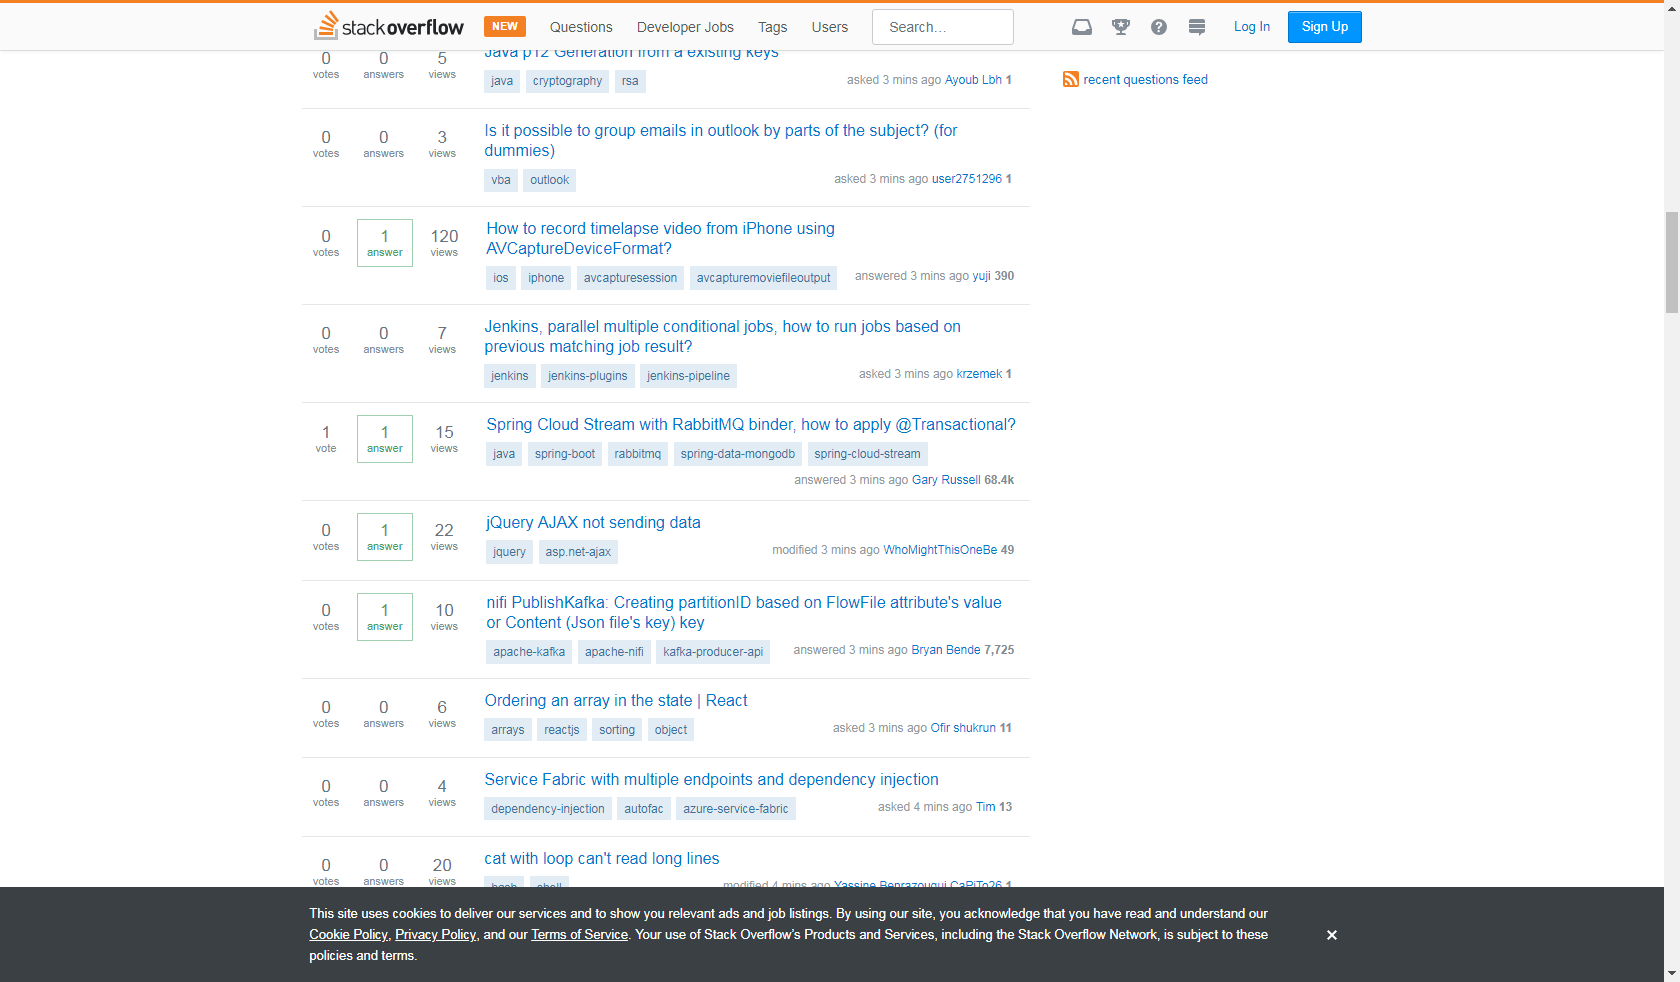 stackoverflow NEW Questions Developer Jobs Tags Users Search... Log In Sign Up
Java p12 Generation from a existing keys
0 votes 0 answers 5 views
java cryptography rsa
asked 3 mins ago Ayoub Lbh 1
recent questions feed
0 votes 0 answers 3 views
Is it possible to group emails in outlook by parts of the subject? (for
dummies)
vba outlook
asked 3 mins ago user2751296 1
0 votes 1 answer 120 views
How to record timelapse video from iPhone using
AVCaptureDeviceFormat?
ios iphone avcapturesession avcapturemoviefileoutput
answered 3 mins ago yuji 390
0 votes 0 answers 7 views
Jenkins, parallel multiple conditional jobs, how to run jobs based on
previous matching job result?
jenkins jenkins-plugins jenkins-pipeline
asked 3 mins ago krzemek 1
1 vote 1 answer 15 views
Spring Cloud Stream with RabbitMQ binder, how to apply @Transactional?
java spring-boot rabbitmq spring-data-mongodb spring-cloud-stream
answered 3 mins ago Gary Russell 68.4k
0 votes 1 answer 22 views
jQuery AJAX not sending data
jquery asp.net-ajax
modified 3 mins ago WhoMightThisOneBe 49
0 votes 1 answer 10 views
nifi PublishKafka: Creating partitionID based on FlowFile attribute's value
or Content (Json file's key) key
apache-kafka apache-nifi kafka-producer-api
answered 3 mins ago Bryan Bende 7,725
0 votes 0 answers 6 views
Ordering an array in the state | React
arrays reactjs sorting object
asked 3 mins ago Ofir shukrun 11
0 votes 0 answers 4 views
Service Fabric with multiple endpoints and dependency injection
dependency-injection autofac azure-service-fabric
asked 4 mins ago Tim 13
0 votes 0 answers 20 views
cat with loop can't read long lines
bash shell
modified 4 mins ago Yassine Benrazouqui CaPiTo26 1
This site uses cookies to deliver our services and to show you relevant ads and job listings. By using our site, you acknowledge that you have read and understand our
Cookie Policy, Privacy Policy, and our Terms of Service. Your use of Stack Overflow's Products and Services, including the Stack Overflow Network, is subject to these
policies and terms.